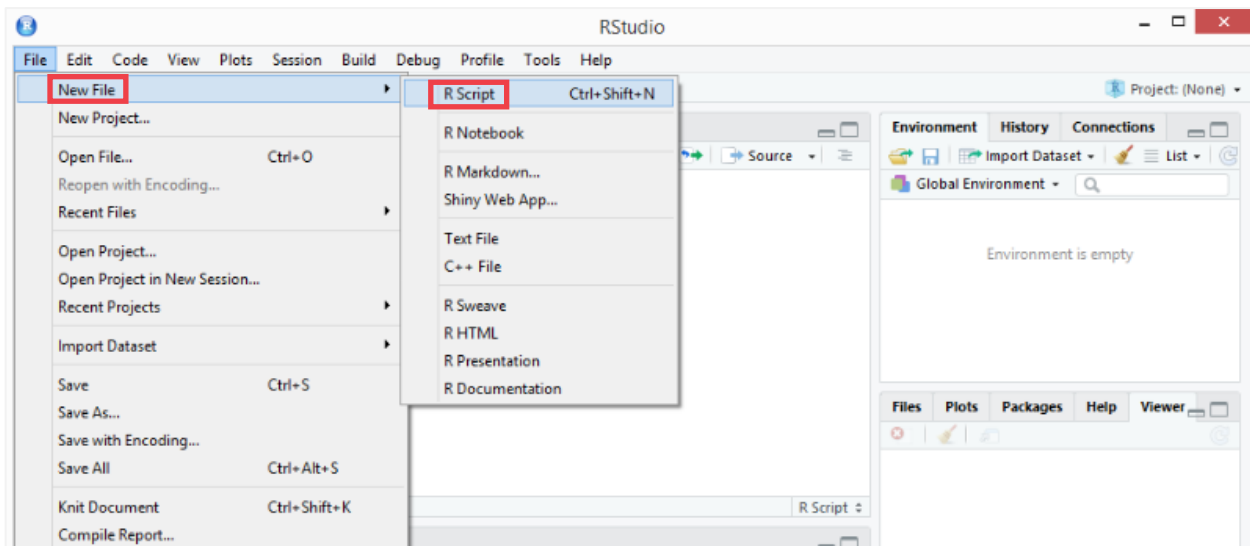 RStudio
File Edit Code View Plots Session Build Debug Profile Tools Help
New File
New Project...
Open File... Ctrl+O
Reopen with Encoding...
Recent Files
Open Project...
Open Project in New Session...
Recent Projects
Import Dataset
Save Ctrl+S
Save As...
Save with Encoding...
Save All Ctrl+Alt+S
Knit Document Ctrl+Shift+K
Compile Report...
R Script Ctrl+Shift+N
R Notebook
R Markdown...
Shiny Web App...
Text File
C++ File
R Sweave
R HTML
R Presentation
R Documentation
Source
R Script
Project: (None)
Environment History Connections
Import Dataset List
Global Environment
Environment is empty
Files Plots Packages Help Viewer